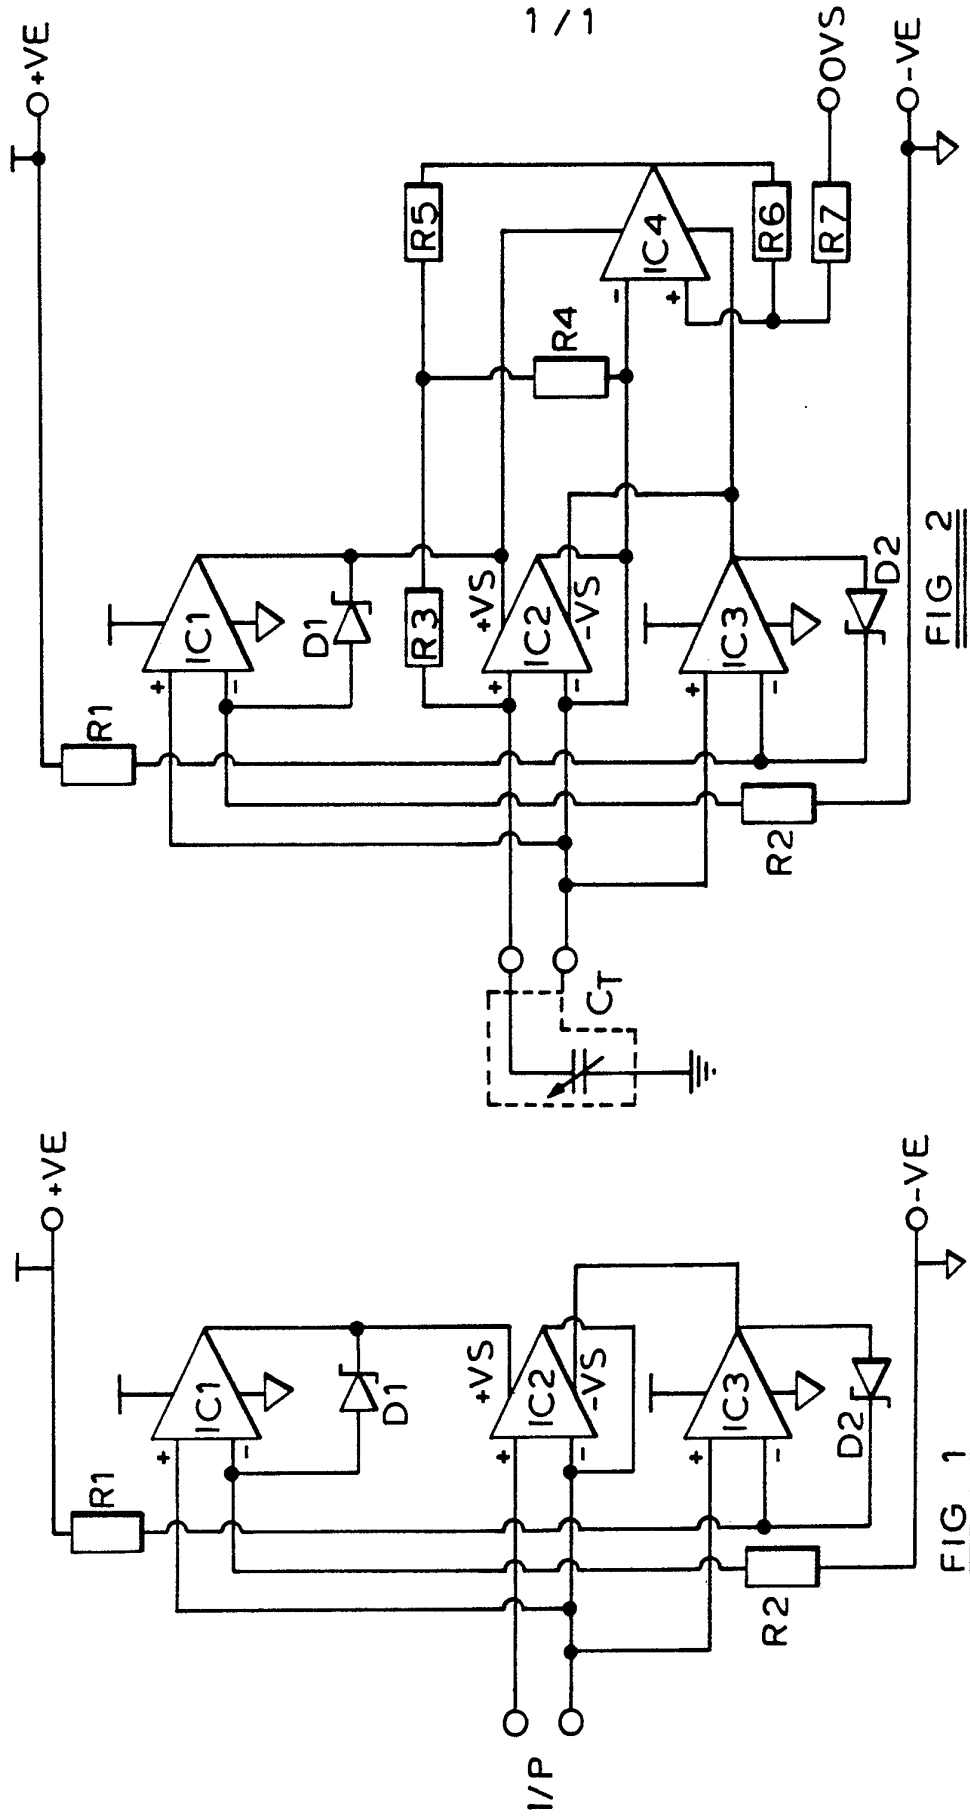 1/1
+VE
R1
IC1
+
-
D1
+VS
I/P
+
-
IC2
-VS
+
-
IC3
R2
D2
-VE
FIG 1
+VE
R1
+
-
IC1
D1
R3
R5
+VS
+
-
IC2
-VS
R4
-
+
IC4
R6
R7
OVS
CT
+
-
IC3
R2
D2
-VE
FIG 2